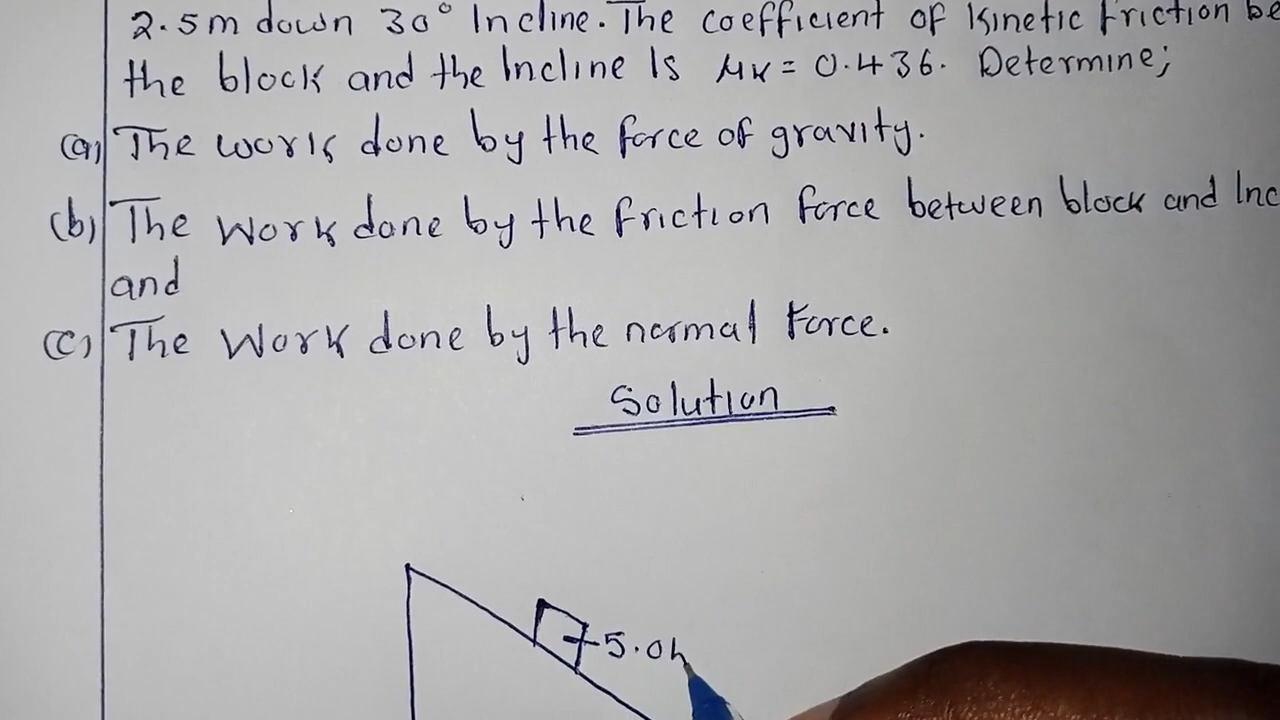 2.5m down 30° Incline. The coefficient of Kinetic friction be
the block and the Incline Is μk = 0.436. Determine;
(a) The work done by the force of gravity.
(b) The Work done by the friction force between block and Inc
and
(c) The Work done by the normal Force.
Solution
5.0k